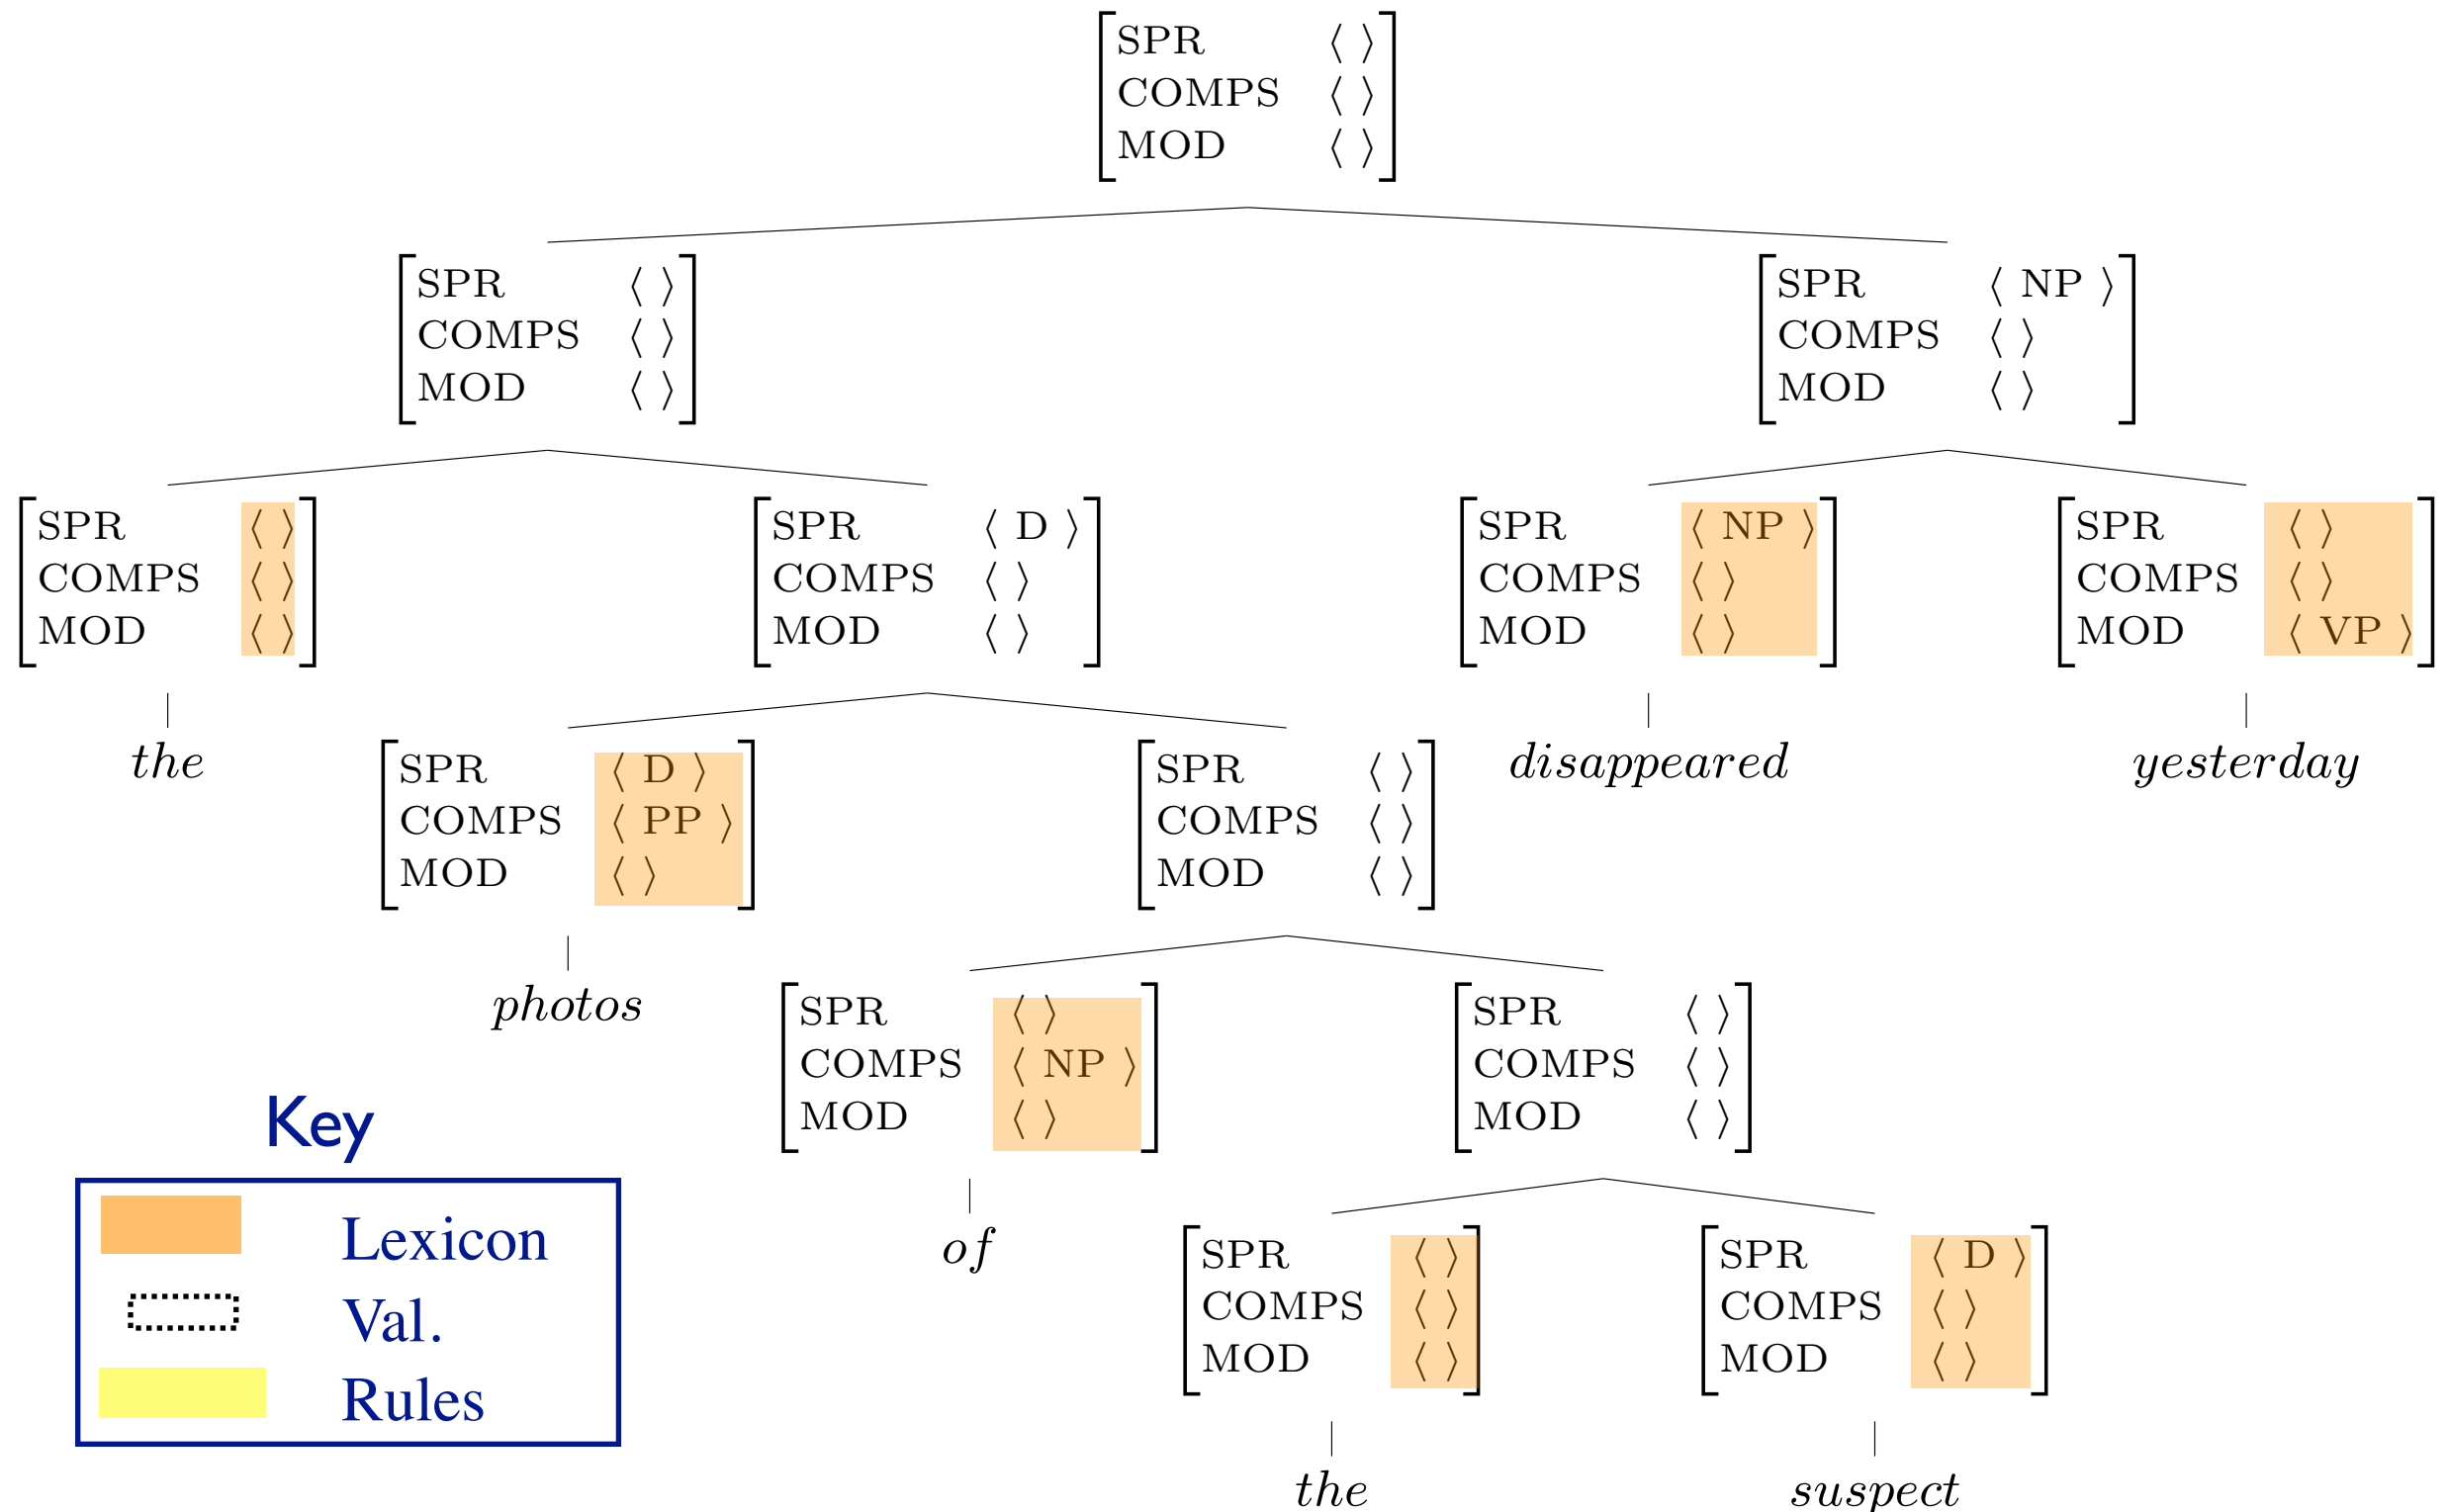 SPR ⟨ ⟩
COMPS ⟨ ⟩
MOD ⟨ ⟩
SPR ⟨ ⟩
COMPS ⟨ ⟩
MOD ⟨ ⟩
SPR ⟨ NP ⟩
COMPS ⟨ ⟩
MOD ⟨ ⟩
SPR ⟨ ⟩
COMPS ⟨ ⟩
MOD ⟨ ⟩
the
SPR ⟨ D ⟩
COMPS ⟨ ⟩
MOD ⟨ ⟩
SPR ⟨ NP ⟩
COMPS ⟨ ⟩
MOD ⟨ ⟩
disappeared
SPR ⟨ ⟩
COMPS ⟨ ⟩
MOD ⟨ VP ⟩
yesterday
SPR ⟨ D ⟩
COMPS ⟨ PP ⟩
MOD ⟨ ⟩
photos
SPR ⟨ ⟩
COMPS ⟨ ⟩
MOD ⟨ ⟩
SPR ⟨ ⟩
COMPS ⟨ NP ⟩
MOD ⟨ ⟩
of
SPR ⟨ ⟩
COMPS ⟨ ⟩
MOD ⟨ ⟩
SPR ⟨ ⟩
COMPS ⟨ ⟩
MOD ⟨ ⟩
the
SPR ⟨ D ⟩
COMPS ⟨ ⟩
MOD ⟨ ⟩
suspect
Key
Lexicon
Val.
Rules